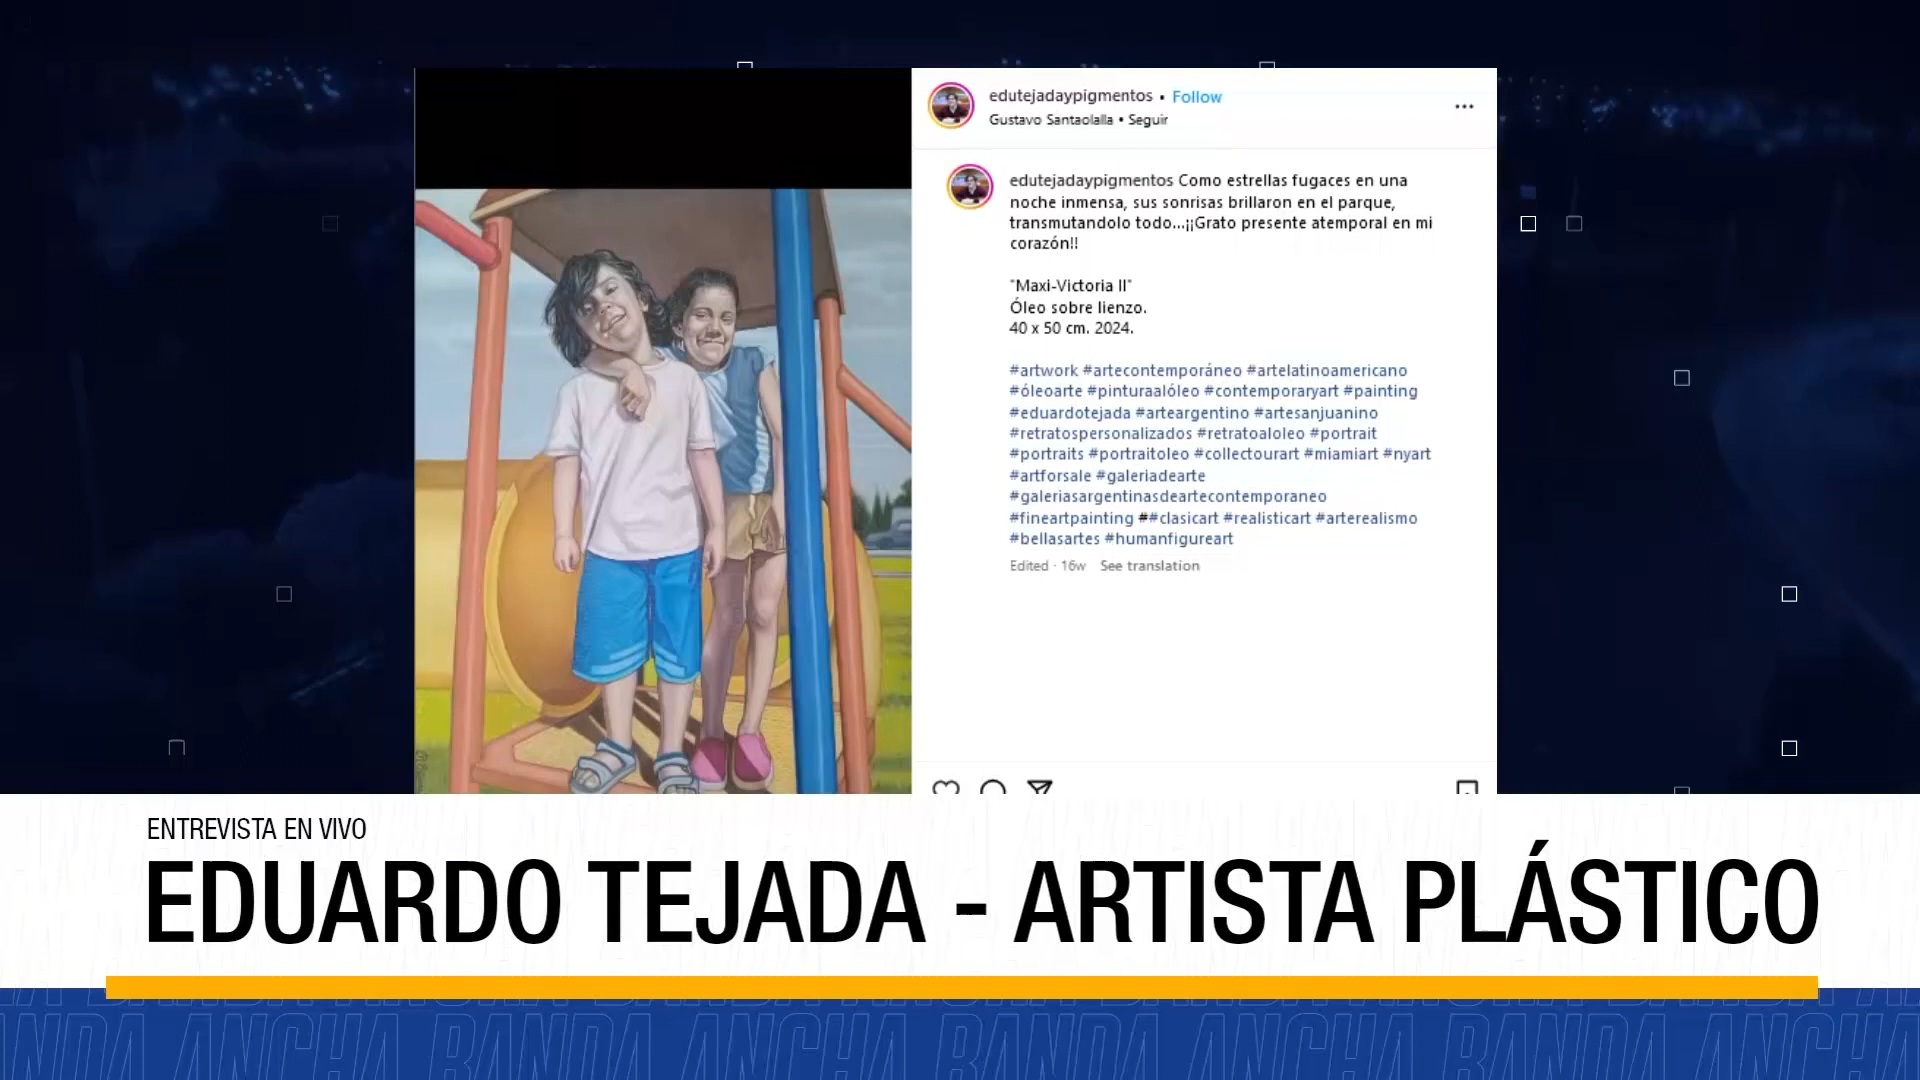 edutejadaypigmentos • Follow
Gustavo Santaolalla • Seguir
edutejadaypigmentos Como estrellas fugaces en una
noche inmensa, sus sonrisas brillaron en el parque,
transmutandolo todo...¡¡Grato presente atemporal en mi
corazón!!
"Maxi-Victoria II"
Óleo sobre lienzo.
40 x 50 cm. 2024.
#artwork #artecontemporáneo #artelatinoamericano
#óleoarte #pinturaalóleo #contemporaryart #painting
#eduardotejada #arteargentino #artesanjuanino
#retratospersonalizados #retratoaloleo #portrait
#portraits #portraitoleo #collectourart #miamiart #nyart
#artforsale #galeriadearte
#galeriasargentinasdeartecontemporaneo
#fineartpainting ##clasicart #realisticart #arterealismo
#bellasartes #humanfigureart
Edited · 16w See translation
ENTREVISTA EN VIVO
EDUARDO TEJADA - ARTISTA PLÁSTICO
BANDA ANCHA BANDA ANCHA BANDA ANCHA BANDA ANCHA